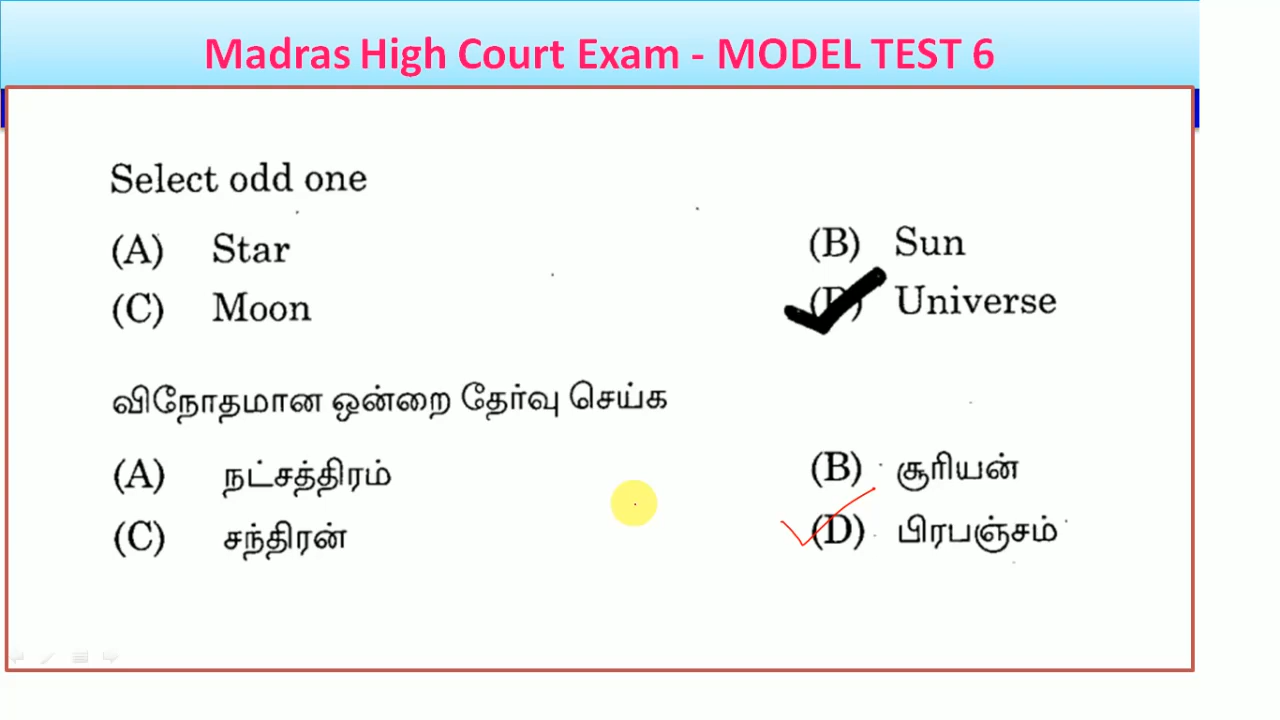 Madras High Court Exam - MODEL TEST 6
Select odd one
(A) Star (B) Sun
(C) Moon (D) Universe
விநோதமான ஒன்றை தேர்வு செய்க
(A) நட்சத்திரம் (B) சூரியன்
(C) சந்திரன் (D) பிரபஞ்சம்